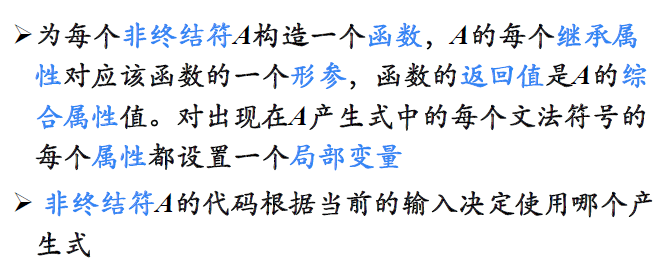 ➢为每个非终结符A构造一个函数，A的每个继承属
性对应该函数的一个形参，函数的返回值是A的综
合属性值。对出现在A产生式中的每个文法符号的
每个属性都设置一个局部变量
➢ 非终结符A的代码根据当前的输入决定使用哪个产
生式